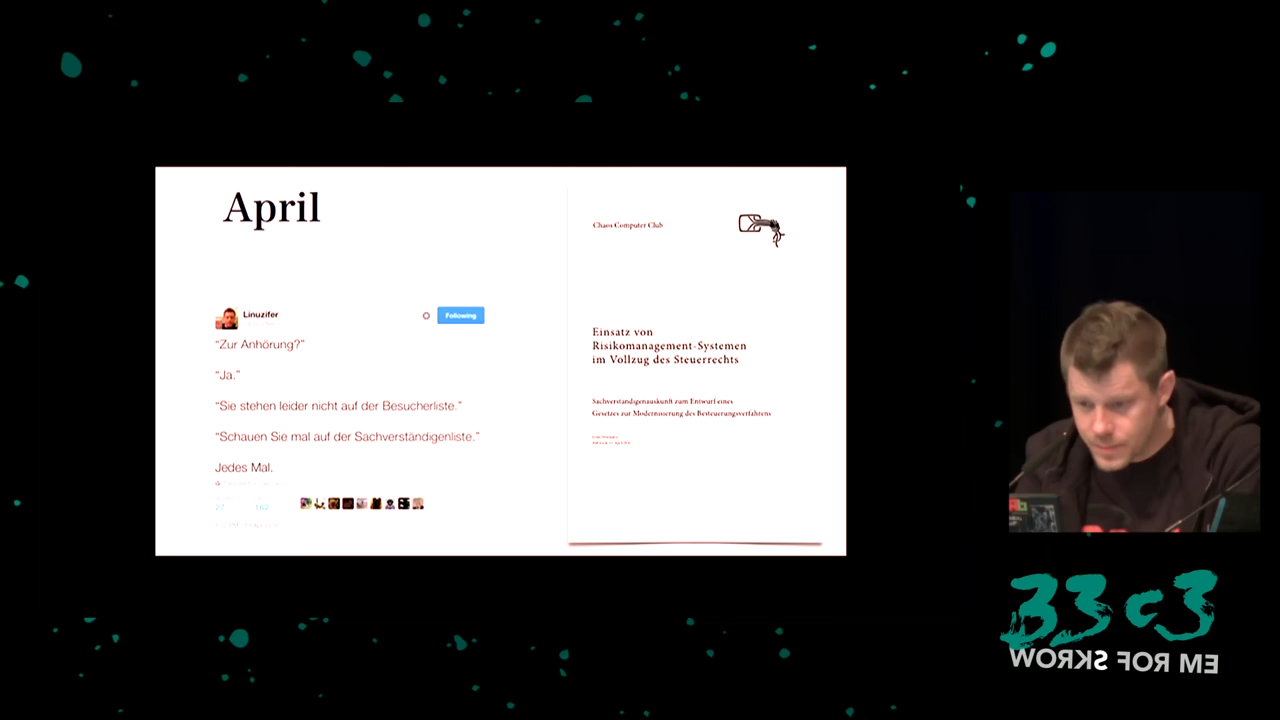 April
Linuzifer
Following
“Zur Anhörung?”
“Ja.”
“Sie stehen leider nicht auf der Besucherliste.”
“Schauen Sie mal auf der Sachverständigenliste.”
Jedes Mal.
27 162
Chaos Computer Club
Einsatz von
Risikomanagement-Systemen
im Vollzug des Steuerrechts
Sachverständigenauskunft zum Entwurf eines
Gesetzes zur Modernisierung des Besteuerungsverfahrens
33c3
WORKS FOR ME